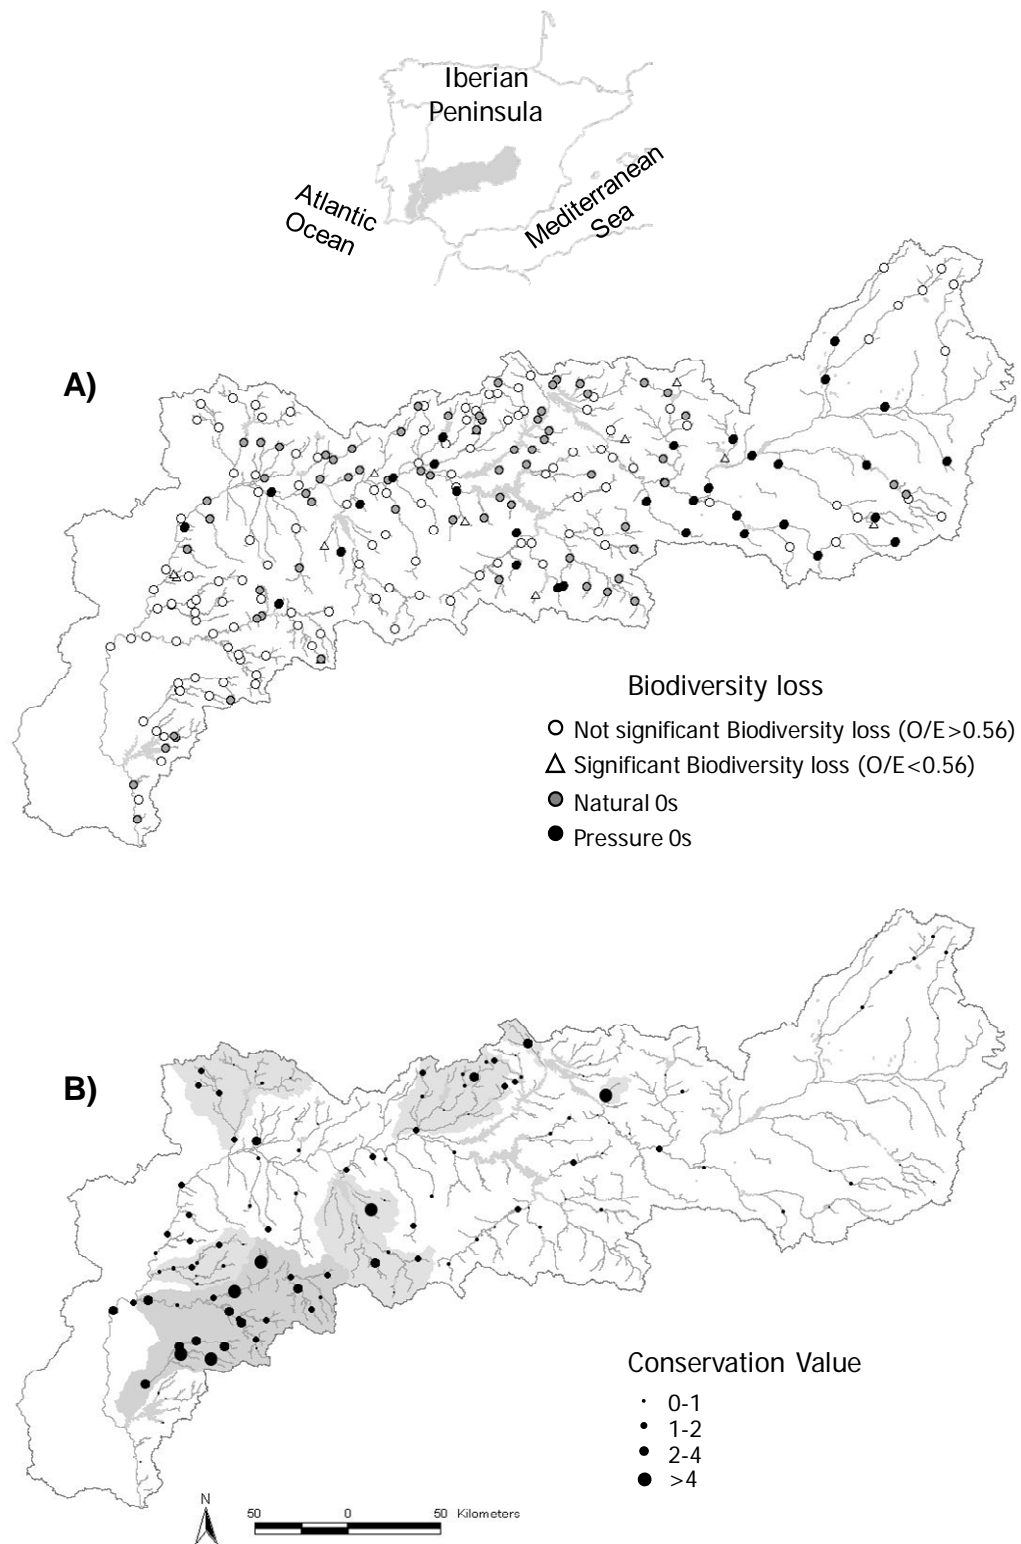 Iberian
Peninsula
Atlantic
Ocean
Mediterranean
Sea
A)
Biodiversity loss
Not significant Biodiversity loss (O/E>0.56)
Significant Biodiversity loss (O/E<0.56)
Natural 0s
Pressure 0s
B)
Conservation Value
0-1
1-2
2-4
>4
N
50 0 50 Kilometers